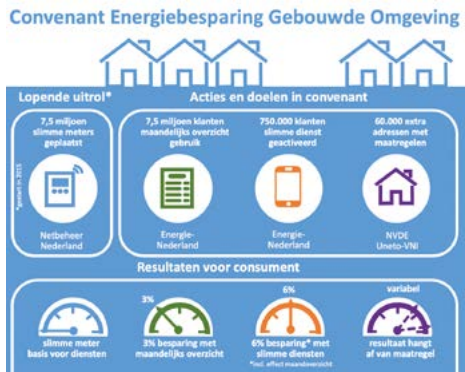 Convenant Energiebesparing Gebouwde Omgeving
Lopende uitrol*
7,5 miljoen
slimme meters
geplaatst
*gestart in 2015
Netbeheer
Nederland
Acties en doelen in convenant
7,5 miljoen klanten
maandelijks overzicht
gebruik
Energie-
Nederland
750.000 klanten
slimme dienst
geactiveerd
Energie-
Nederland
60.000 extra
adressen met
maatregelen
NVDE
Uneto-VNI
Resultaten voor consument
slimme meter
basis voor diensten
3%
3% besparing met
maandelijks overzicht
6%
6% besparing* met
slimme diensten
*incl. effect maandoverzicht
variabel
resultaat hangt
af van maatregel